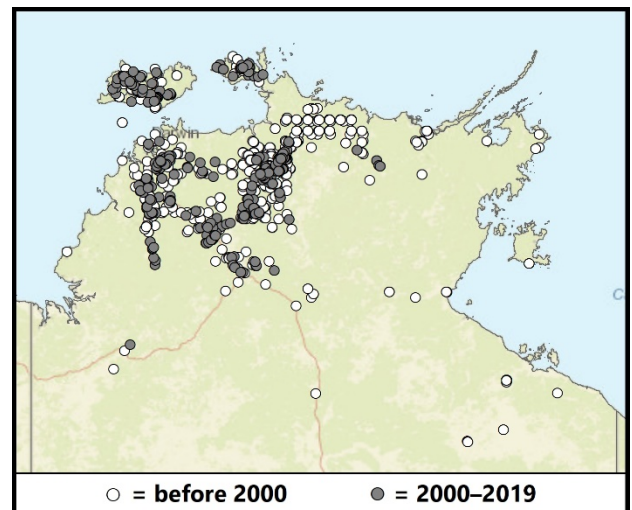 ○ = before 2000 ● = 2000–2019